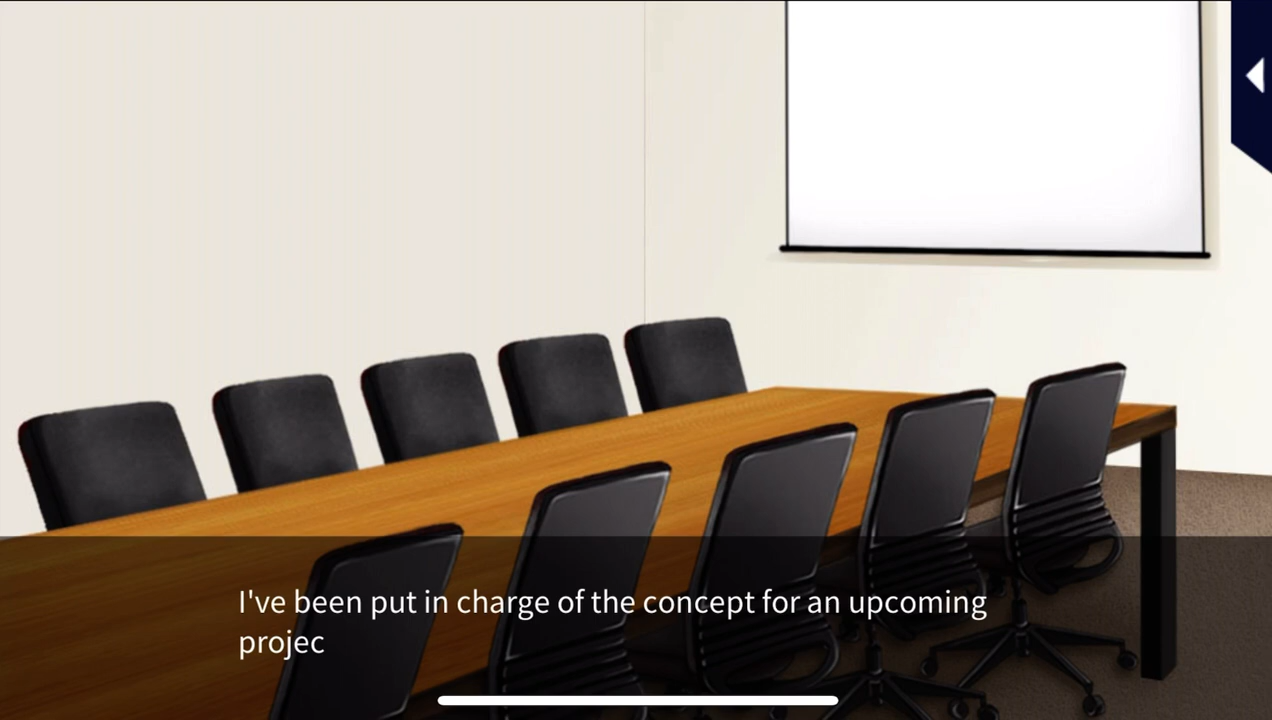 I've been put in charge of the concept for an upcoming
projec